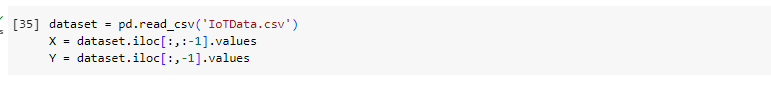 [35] dataset = pd.read_csv('IoTData.csv')
X = dataset.iloc[:,:-1].values
Y = dataset.iloc[:,-1].values